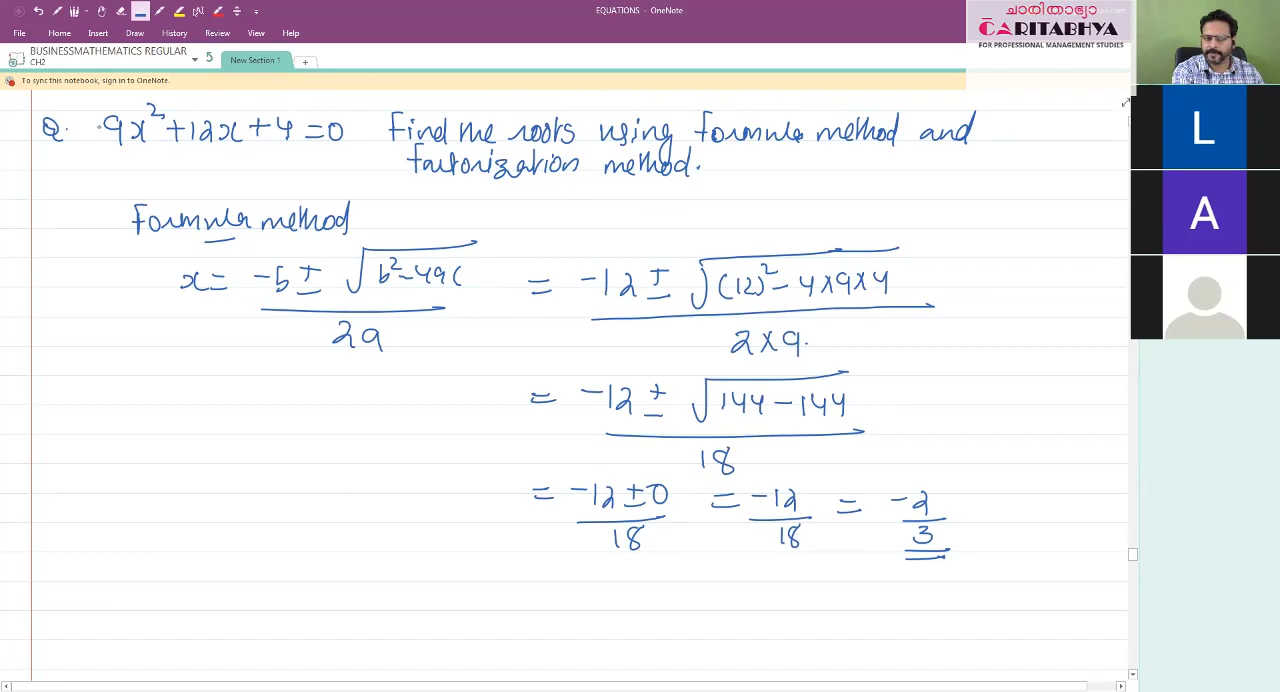 EQUATIONS - OneNote
ചാരിതാഭ്യാ
CARITABHYA
FOR PROFESSIONAL MANAGEMENT STUDIES
File Home Insert Draw History Review View Help
BUSINESSMATHEMATICS REGULAR
CH2
New Section 1
To sync this notebook, sign in to OneNote.
Q. 9x² + 12x + 4 = 0 Find the roots using formula method and
factorization method.
Formula method
x = (-b ± √(b² - 4ac)) / 2a = (-12 ± √((12)² - 4×9×4)) / 2×9
= (-12 ± √(144 - 144)) / 18
= (-12 ± 0) / 18 = -12/18 = -2/3
L
A